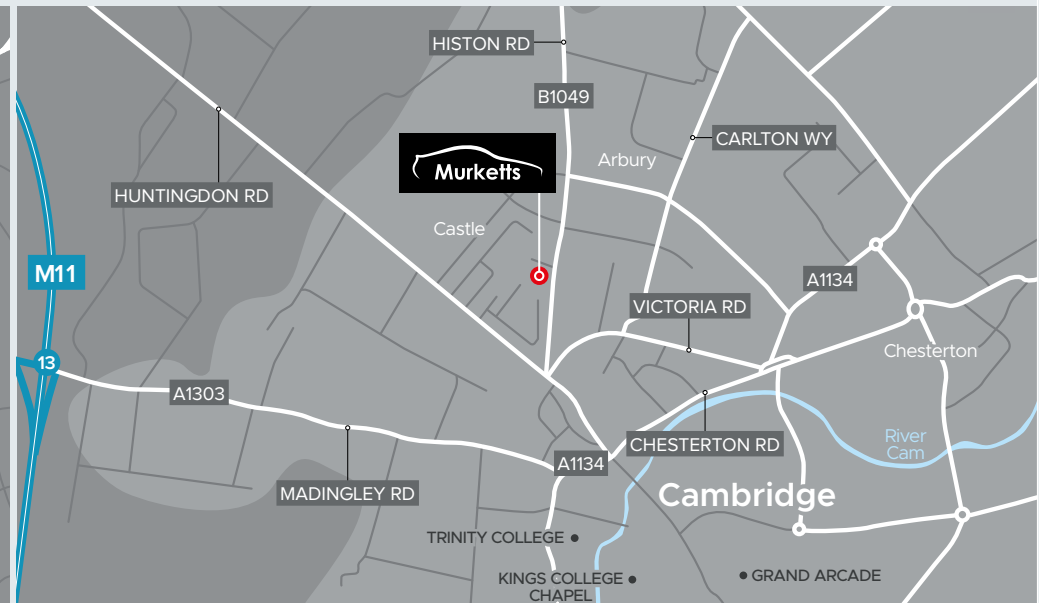 HISTON RD
B1049
CARLTON WY
Arbury
Murketts
HUNTINGDON RD
Castle
M11
A1134
VICTORIA RD
Chesterton
13
A1303
River
Cam
CHESTERTON RD
A1134
MADINGLEY RD
Cambridge
TRINITY COLLEGE
KINGS COLLEGE
CHAPEL
GRAND ARCADE